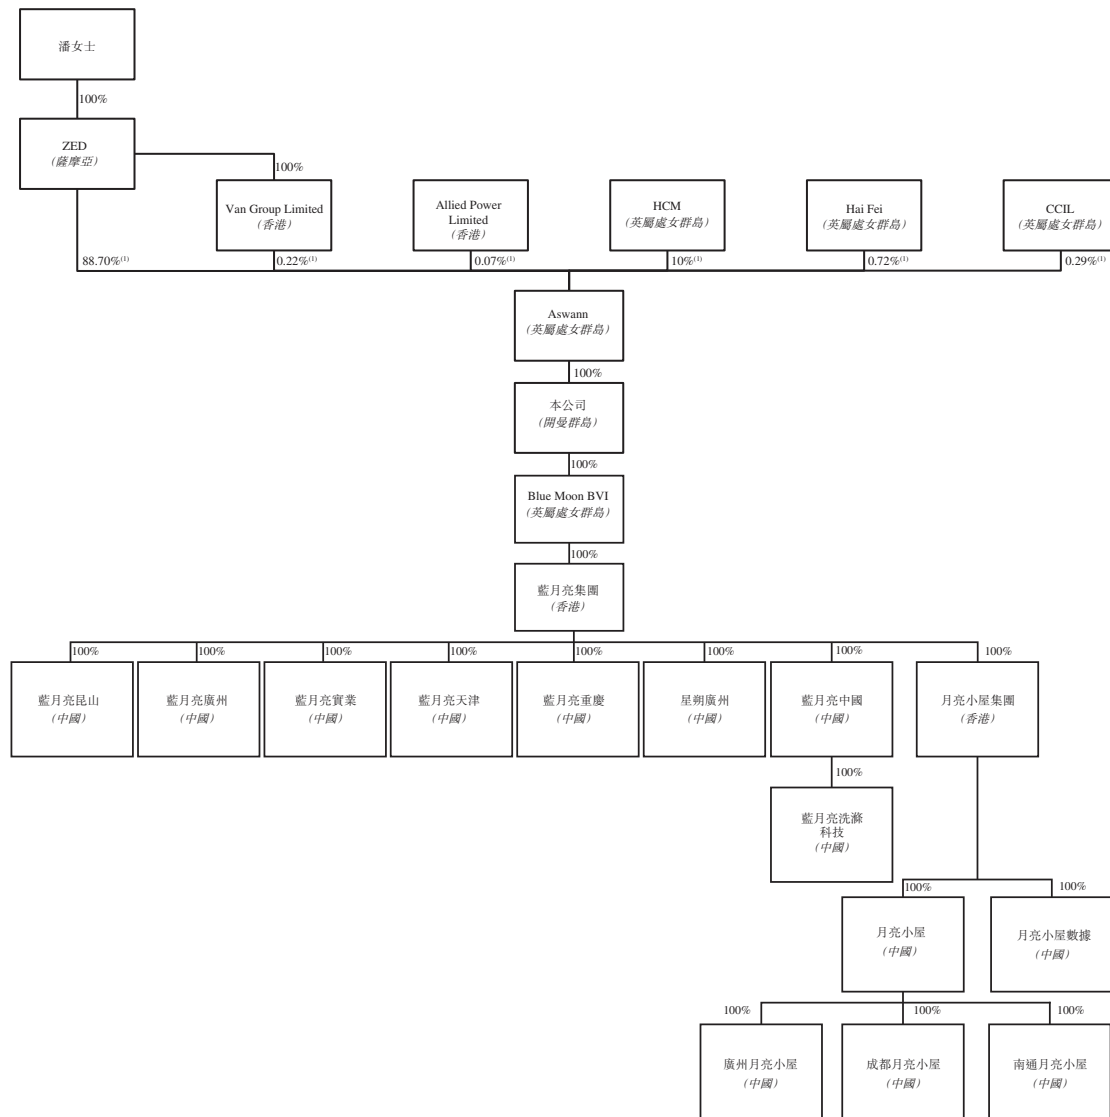 潘女士
100%
ZED
(薩摩亞)
100%
Van Group Limited
(香港)
Allied Power
Limited
(香港)
HCM
(英屬處女群島)
Hai Fei
(英屬處女群島)
CCIL
(英屬處女群島)
88.70%(1)
0.22%(1)
0.07%(1)
10%(1)
0.72%(1)
0.29%(1)
Aswann
(英屬處女群島)
100%
本公司
(開曼群島)
100%
Blue Moon BVI
(英屬處女群島)
100%
藍月亮集團
(香港)
100%
100%
100%
100%
100%
100%
100%
100%
藍月亮昆山
(中國)
藍月亮廣州
(中國)
藍月亮實業
(中國)
藍月亮天津
(中國)
藍月亮重慶
(中國)
星朔廣州
(中國)
藍月亮中國
(中國)
月亮小屋集團
(香港)
100%
藍月亮洗滌
科技
(中國)
100%
100%
月亮小屋
(中國)
月亮小屋數據
(中國)
100%
100%
100%
廣州月亮小屋
(中國)
成都月亮小屋
(中國)
南通月亮小屋
(中國)